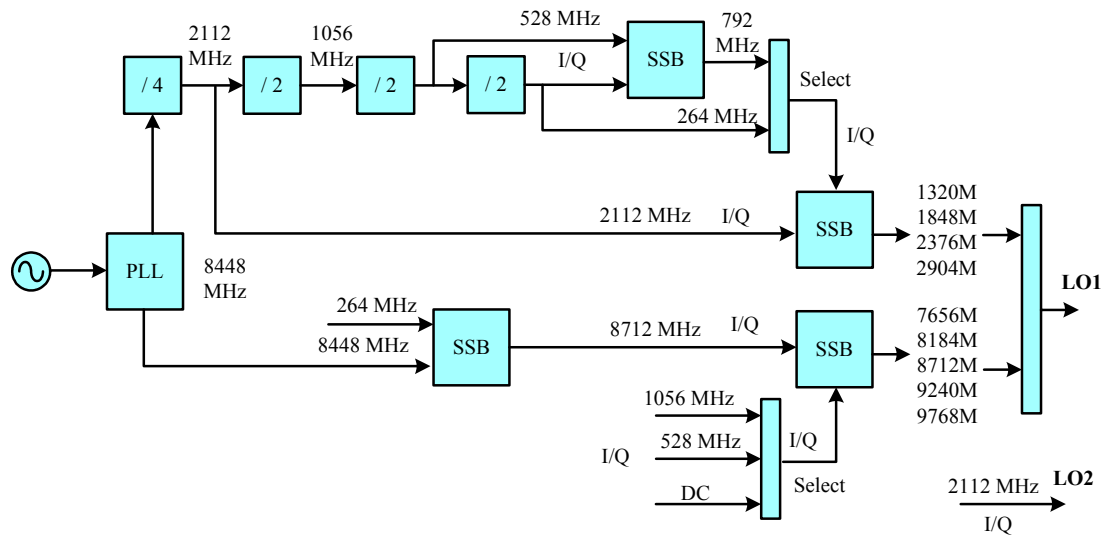 528 MHz
792
MHz
2112
MHz
1056
MHz
I/Q
SSB
Select
/ 4
/ 2
/ 2
/ 2
264 MHz
I/Q
2112 MHz
I/Q
SSB
1320M
1848M
2376M
2904M
PLL
8448
MHz
LO1
264 MHz
8448 MHz
SSB
8712 MHz
I/Q
SSB
7656M
8184M
8712M
9240M
9768M
1056 MHz
528 MHz
I/Q
DC
I/Q
Select
2112 MHz
I/Q
LO2